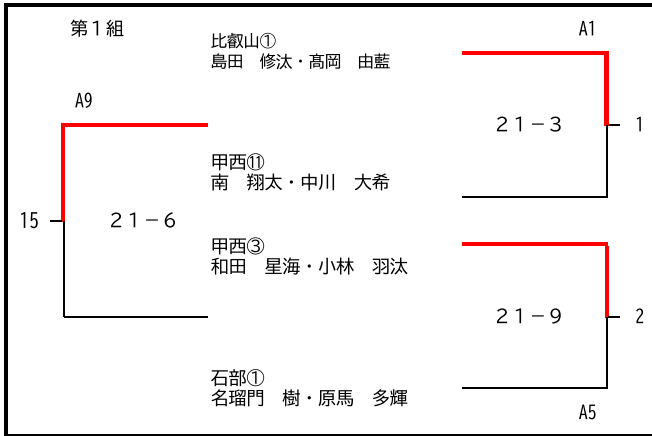 第１組
A1
比叡山①
島田　修汰・髙岡　由藍
A9
２１－３
1
甲西⑪
南　翔太・中川　大希
15
２１－６
甲西③
和田　星海・小林　羽汰
２１－９
2
石部①
名瑠門　樹・原馬　多輝
A5